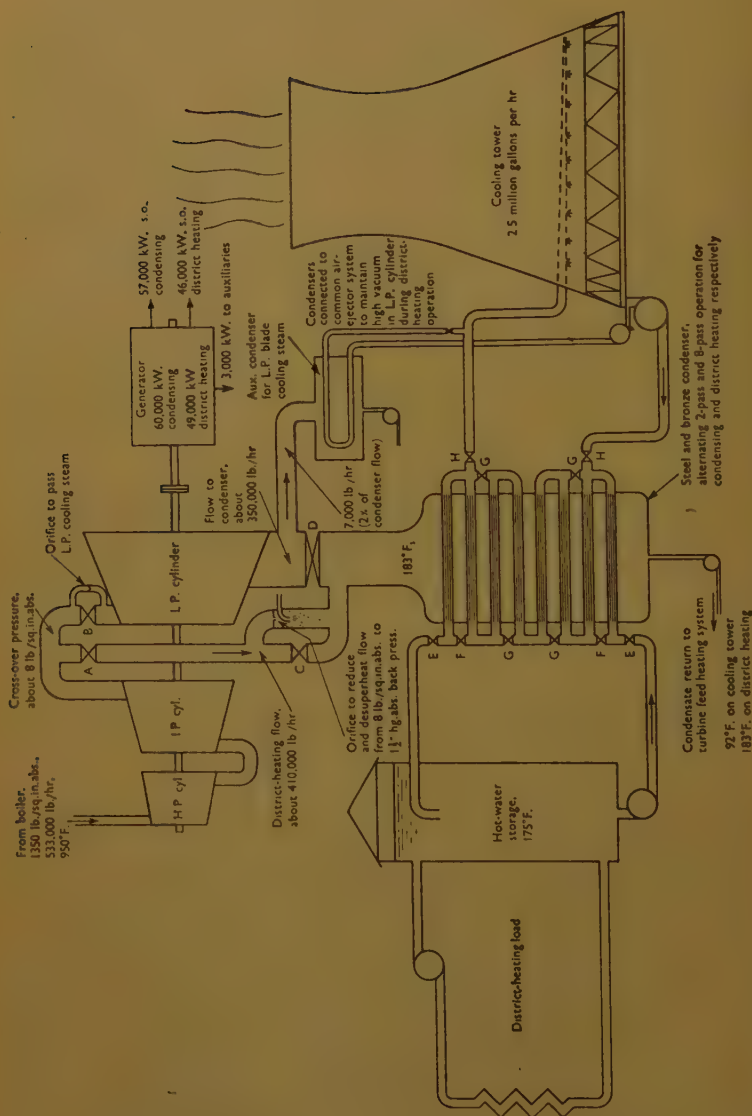 From boiler.
1350 lb./sq.in.abs.,
533,000 lb./hr,
950°F.
Cross-over pressure,
about 8 lb/sq.in.abs.
Orifice to pass
L.P. cooling steam
H P cyl
I P cyl.
L.P. cylinder
A
B
Generator
60,000 kW.
condensing
49,000 kW
district heating
57,000 kW. s.o.
condensing
46,000 kW. s.o.
district heating
3,000 kW. to auxiliaries
Flow to
condenser,
about
350,000 lb./hr
Aux. condenser
for L.P. blade
cooling steam
Condensers
connected to
common air-
ejector system
to maintain
high vacuum
in L.P. cylinder
during district-
heating
operation
7,000 lb /hr
(2% of
condenser flow)
D
C
District-heating flow,
about 410,000 lb /hr
Orifice to reduce
and desuperheat flow
from 8 lb./sq.in.abs. to
1½" hg.abs. back press.
183°F.
Cooling tower
2 5 million gallons per hr
Hot-water
storage,
175°F.
District-heating load
E
F
G
G
F
E
H
G
G
H
Steel and bronze condenser,
alternating 2-pass and 8-pass operation for
condensing and district heating respectively
Condensate return to
turbine feed heating system
92°F. on cooling tower
183°F. on district heating